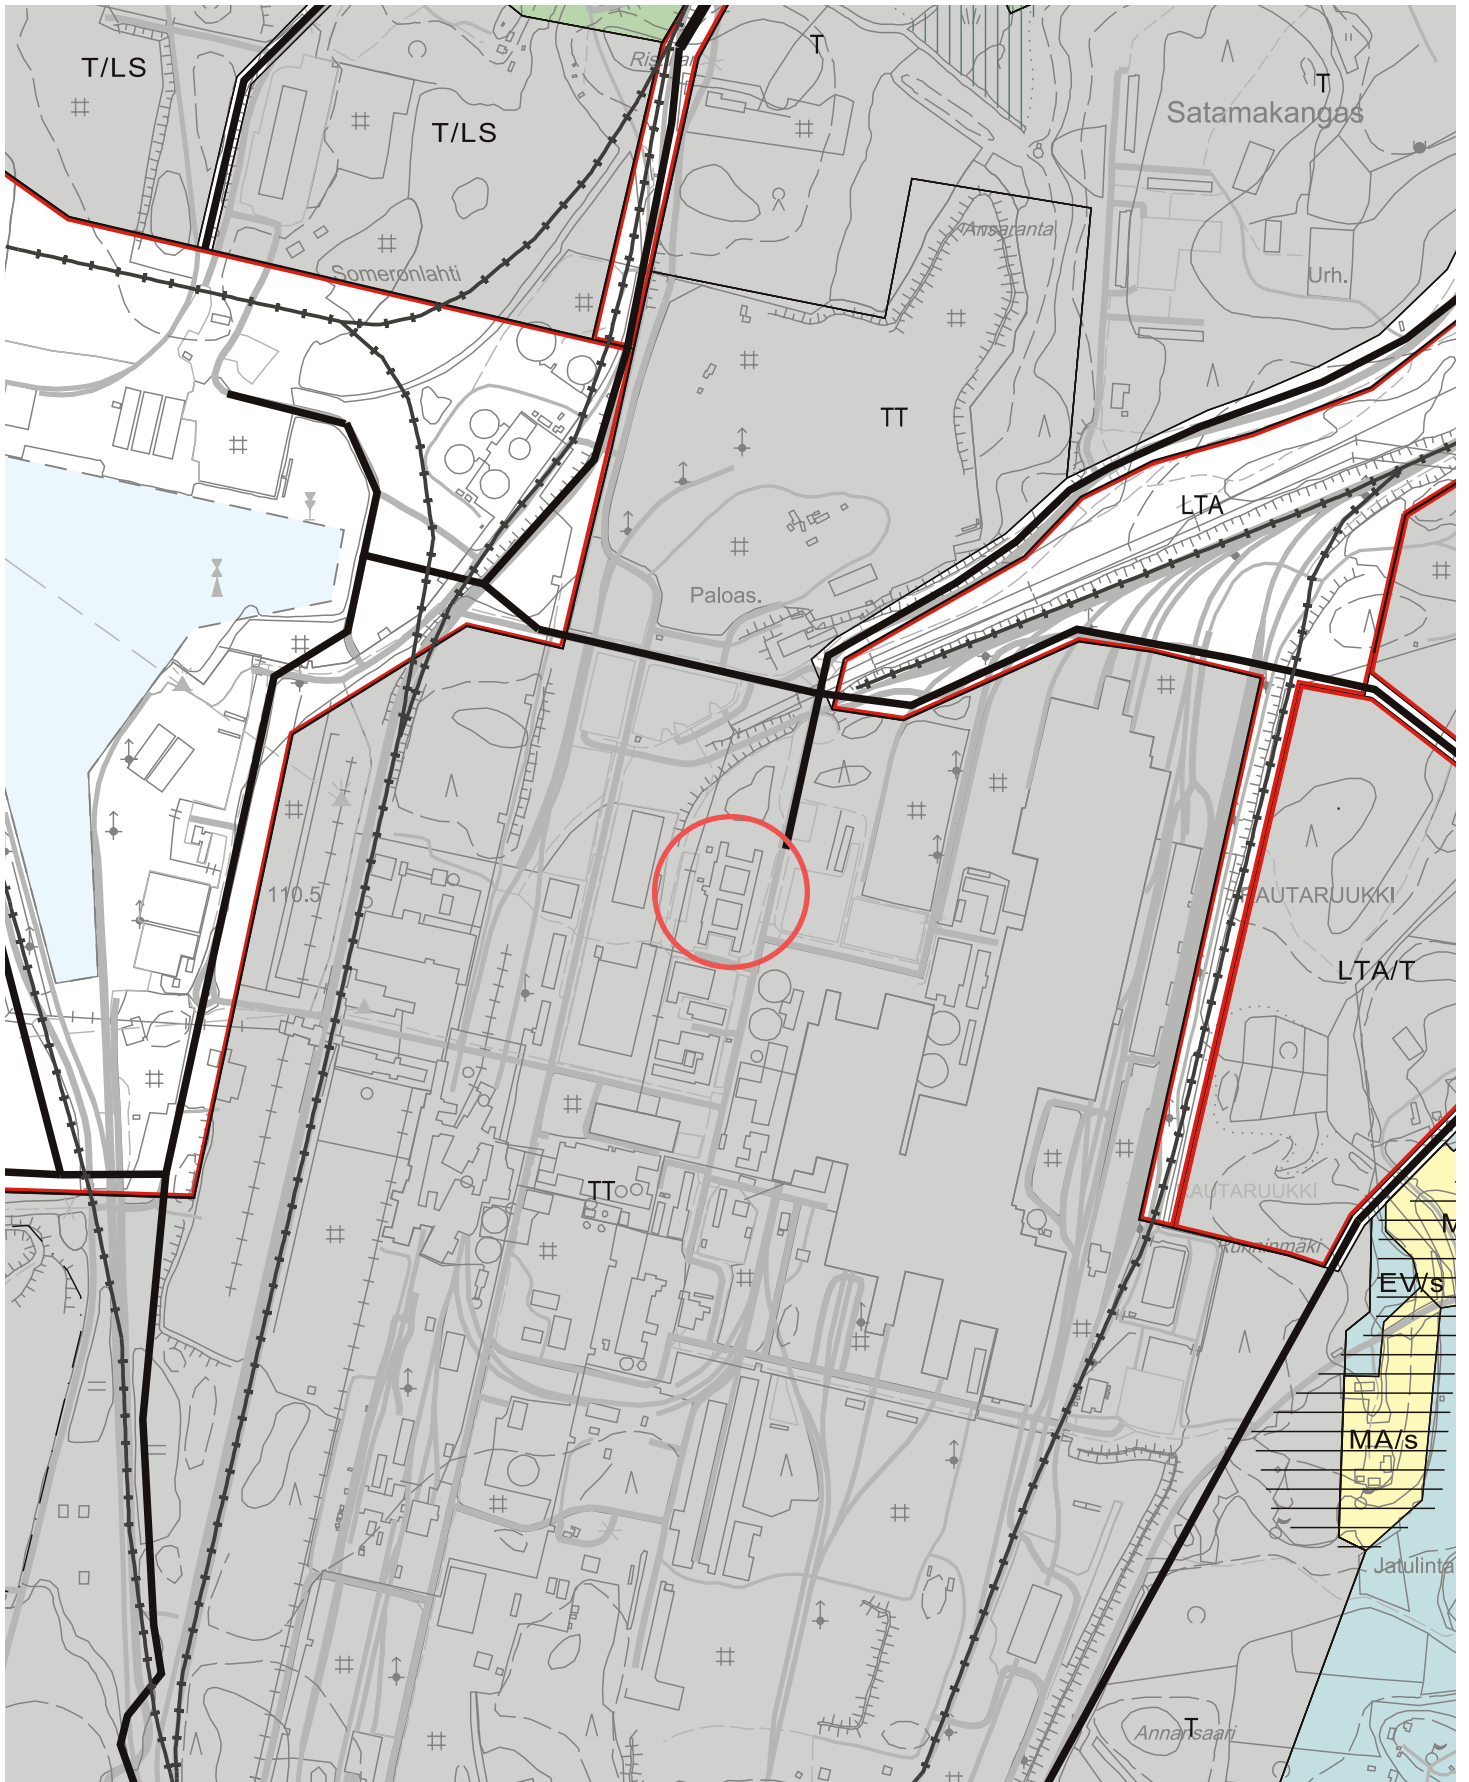 T
T/LS
T
Satamakangas
T/LS
Ansaranta
Someronlahti
Urh.
TT
LTA
Paloas.
110.5
RAUTARUUKKI
LTA/T
TT
RAUTARUUKKI
M
Runninmäki
EV/s
MA/s
Jatulinta
T
Annansaari